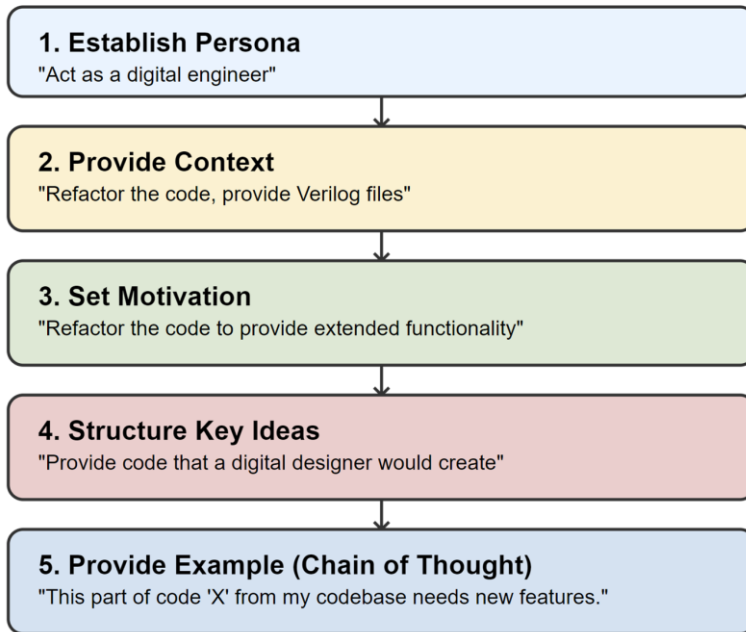 1. Establish Persona
"Act as a digital engineer"
2. Provide Context
"Refactor the code, provide Verilog files"
3. Set Motivation
"Refactor the code to provide extended functionality"
4. Structure Key Ideas
"Provide code that a digital designer would create"
5. Provide Example (Chain of Thought)
"This part of code 'X' from my codebase needs new features."